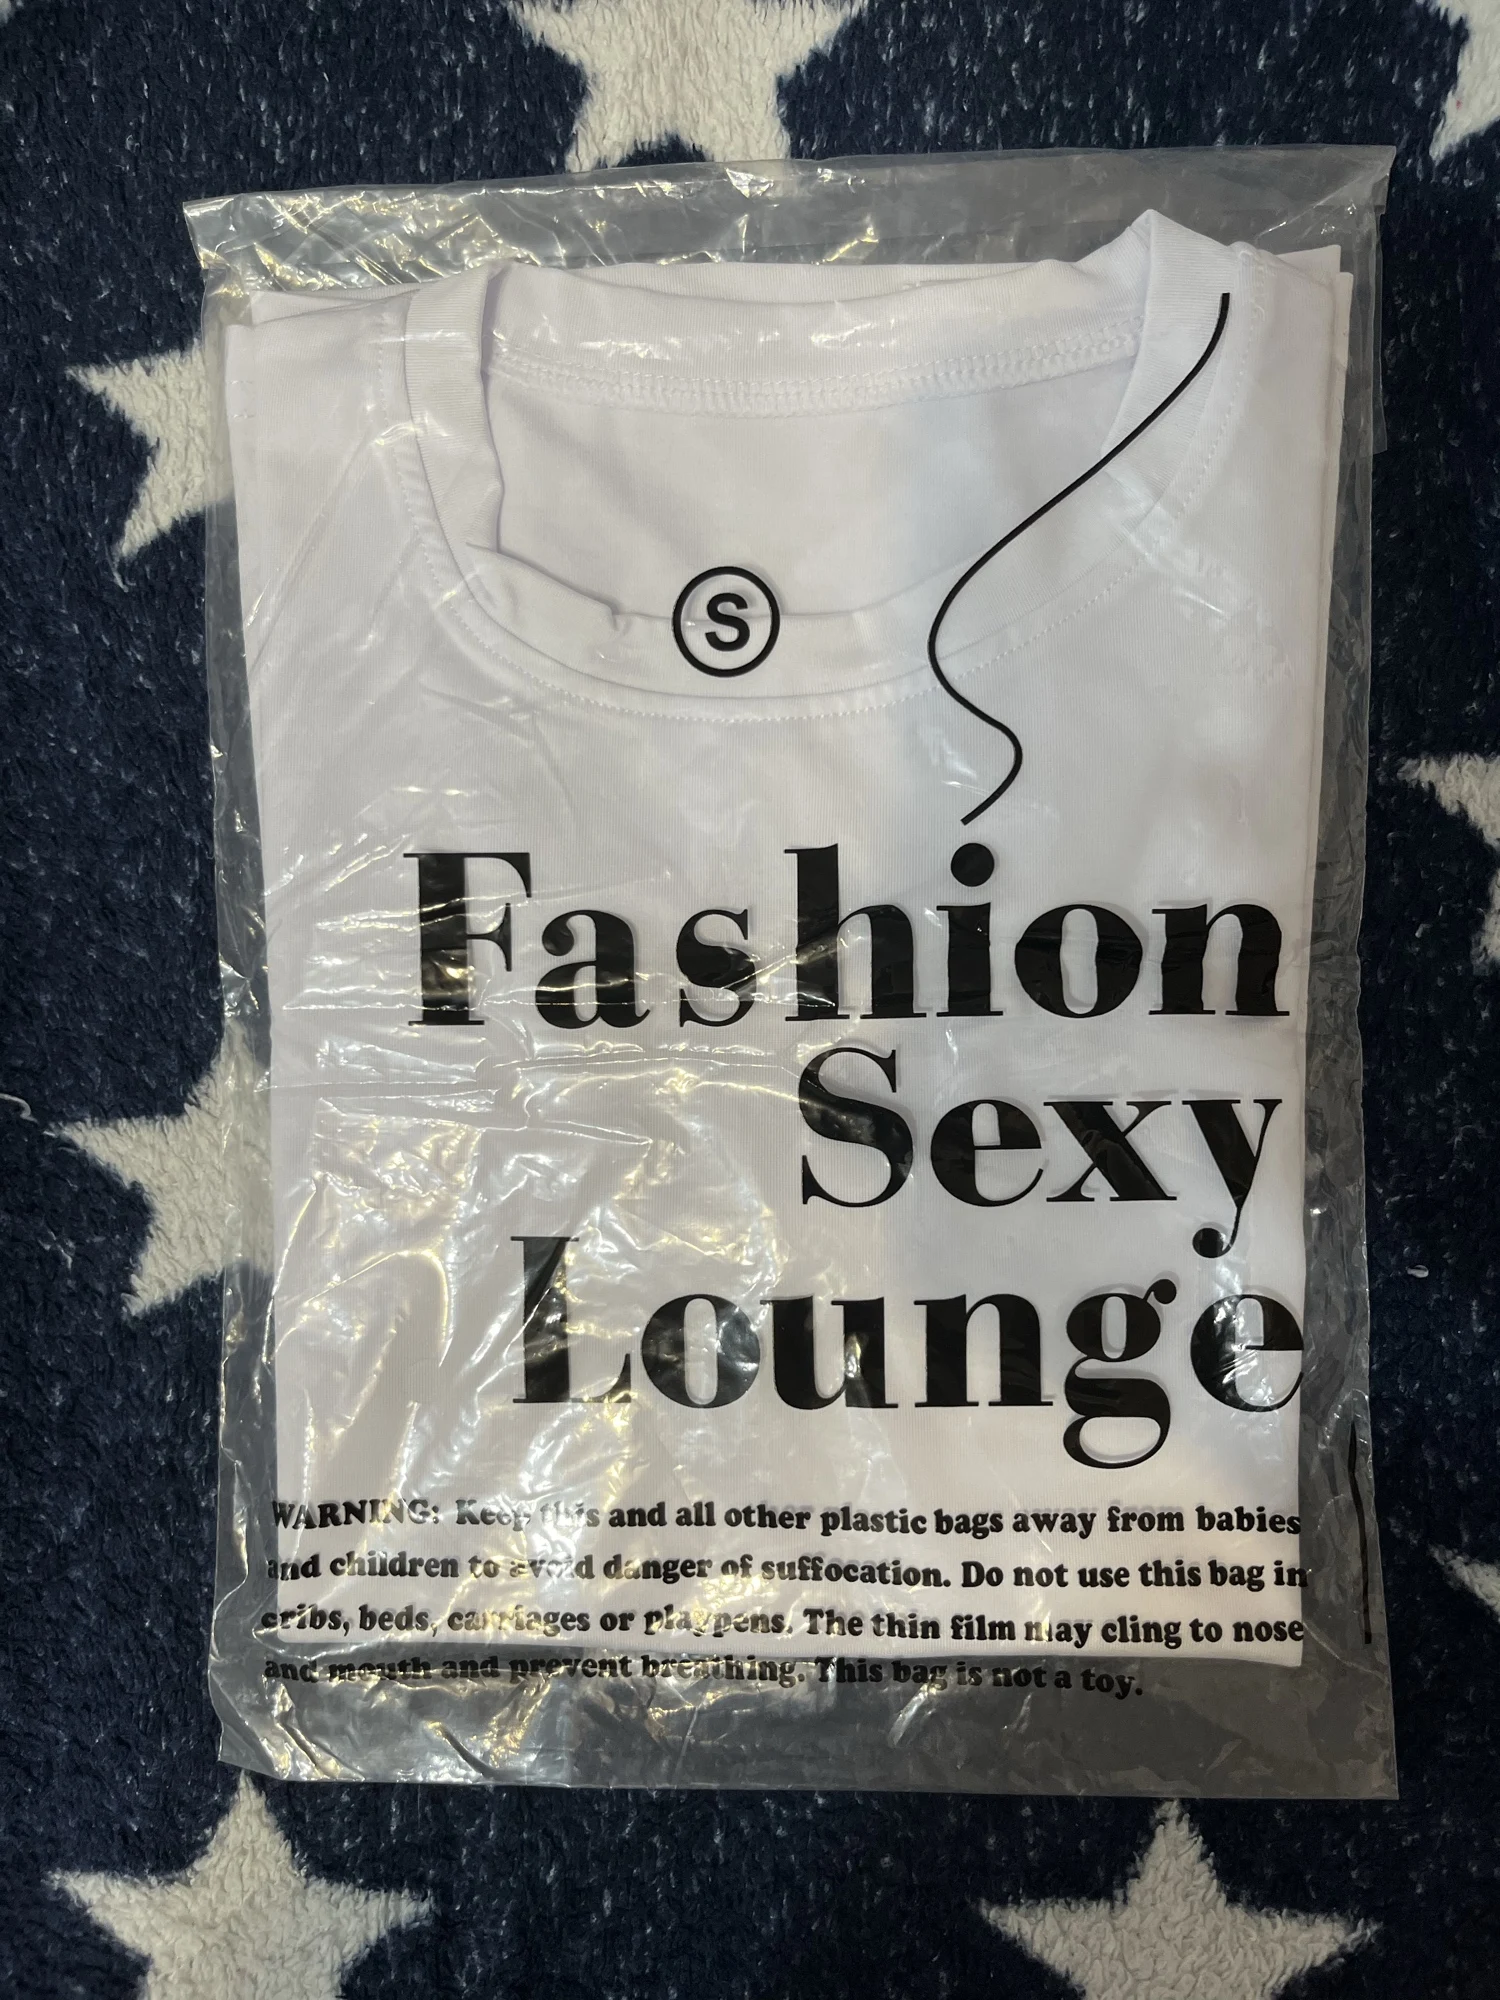 S
Fashion
Sexy
Lounge
WARNING: Keep this and all other plastic bags away from babies
and children to avoid danger of suffocation. Do not use this bag in
cribs, beds, carriages or playpens. The thin film may cling to nose
and mouth and prevent breathing. This bag is not a toy.